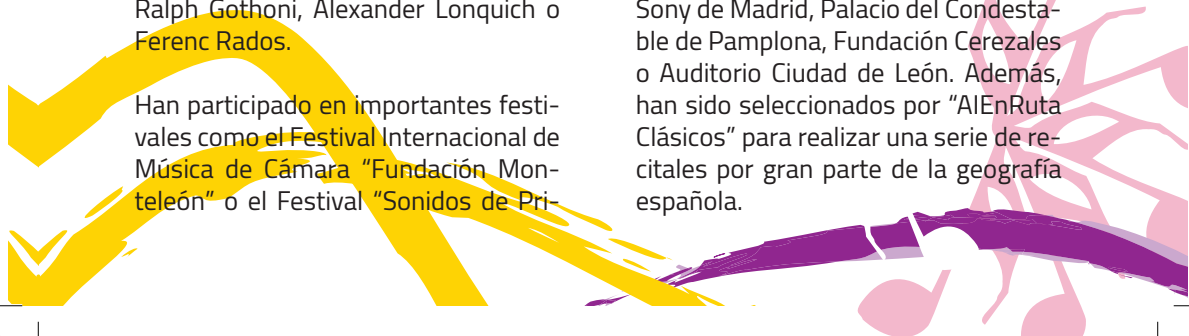 Ralph Gothoni, Alexander Lonquich o
Ferenc Rados.
Han participado en importantes festi-
vales como el Festival Internacional de
Música de Cámara “Fundación Mon-
teleón” o el Festival “Sonidos de Pri-
Sony de Madrid, Palacio del Condesta-
ble de Pamplona, Fundación Cerezales
o Auditorio Ciudad de León. Además,
han sido seleccionados por “AIEnRuta
Clásicos” para realizar una serie de re-
citales por gran parte de la geografía
española.